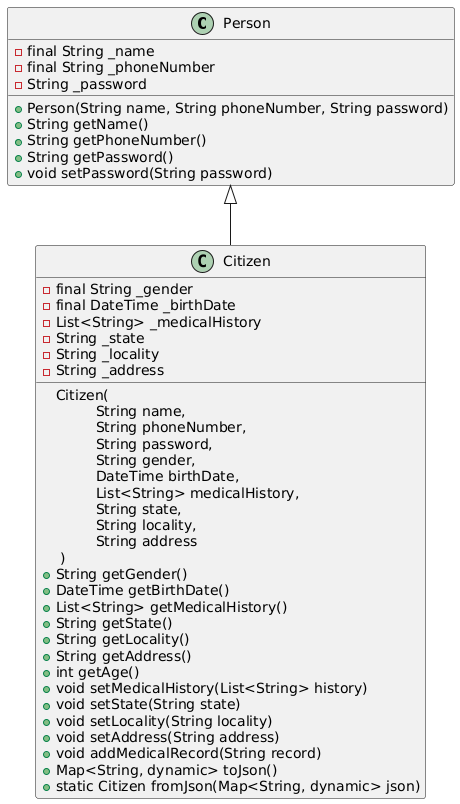 C Person
final String _name
final String _phoneNumber
String _password
Person(String name, String phoneNumber, String password)
String getName()
String getPhoneNumber()
String getPassword()
void setPassword(String password)
C Citizen
final String _gender
final DateTime _birthDate
List<String> _medicalHistory
String _state
String _locality
String _address
Citizen(
String name,
String phoneNumber,
String password,
String gender,
DateTime birthDate,
List<String> medicalHistory,
String state,
String locality,
String address
)
String getGender()
DateTime getBirthDate()
List<String> getMedicalHistory()
String getState()
String getLocality()
String getAddress()
int getAge()
void setMedicalHistory(List<String> history)
void setState(String state)
void setLocality(String locality)
void setAddress(String address)
void addMedicalRecord(String record)
Map<String, dynamic> toJson()
static Citizen fromJson(Map<String, dynamic> json)